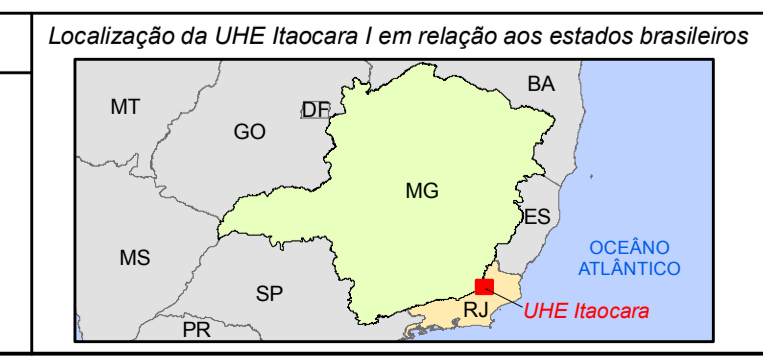 Localização da UHE Itaocara I em relação aos estados brasileiros
BA
MT
DF
GO
MG
ES
OCEÂNO
ATLÂNTICO
MS
SP
RJ
UHE Itaocara
PR